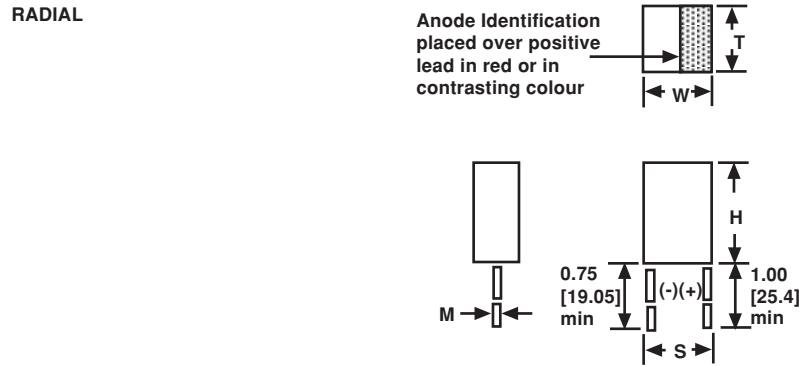 RADIAL
Anode Identification
placed over positive
lead in red or in
contrasting colour
T
W
H
0.75
[19.05]
min
(-)(+)
1.00
[25.4]
min
M
S